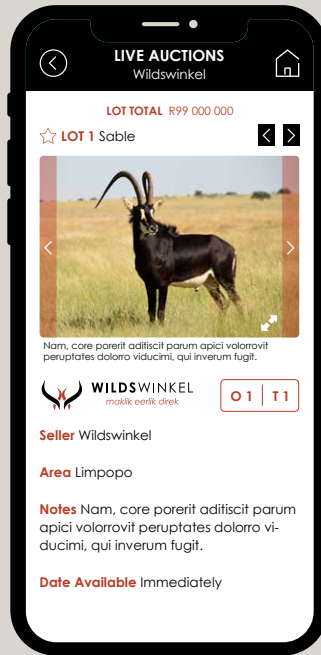 LIVE AUCTIONS
Wildswinkel
LOT TOTAL R99 000 000
LOT 1 Sable
Nam, core porerit aditiscit parum apici volorrovit
peruptates dolorro viducimi, qui inverum fugit.
WILDSWINKEL
maklik eerlik direk
O 1 | T 1
Seller Wildswinkel
Area Limpopo
Notes Nam, core porerit aditiscit parum
apici volorrovit peruptates dolorro vi-
ducimi, qui inverum fugit.
Date Available Immediately